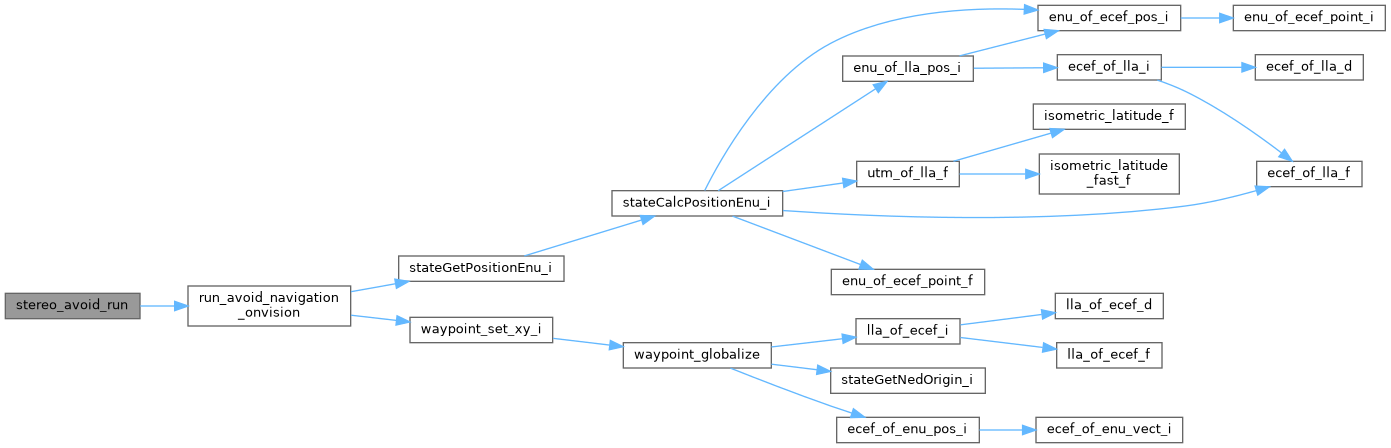 enu_of_ecef_pos_i
enu_of_ecef_point_i
enu_of_lla_pos_i
ecef_of_lla_i
ecef_of_lla_d
isometric_latitude_f
utm_of_lla_f
isometric_latitude
_fast_f
ecef_of_lla_f
stateCalcPositionEnu_i
stateGetPositionEnu_i
enu_of_ecef_point_f
stereo_avoid_run
run_avoid_navigation
_onvision
lla_of_ecef_d
waypoint_set_xy_i
lla_of_ecef_i
waypoint_globalize
lla_of_ecef_f
stateGetNedOrigin_i
ecef_of_enu_pos_i
ecef_of_enu_vect_i